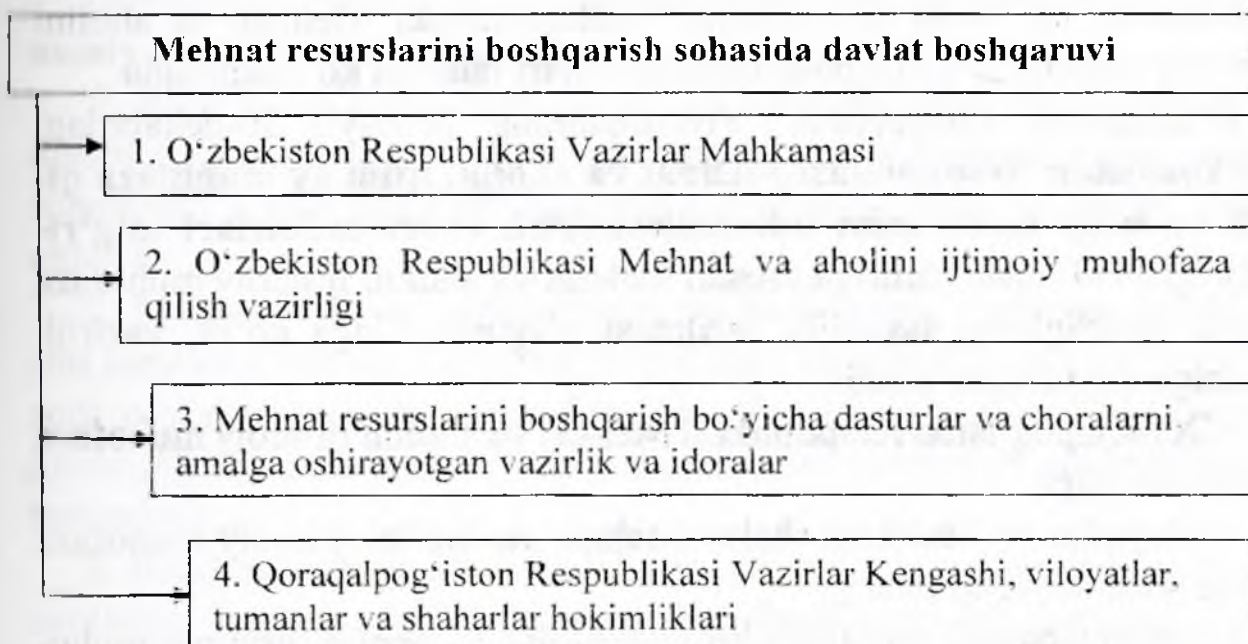 Mehnat resurslarini boshqarish sohasida davlat boshqaruvi
1. O‘zbekiston Respublikasi Vazirlar Mahkamasi
2. O‘zbekiston Respublikasi Mehnat va aholini ijtimoiy muhofaza
qilish vazirligi
3. Mehnat resurslarini boshqarish bo‘yicha dasturlar va choralarni
amalga oshirayotgan vazirlik va idoralar
4. Qoraqalpog‘iston Respublikasi Vazirlar Kengashi, viloyatlar,
tumanlar va shaharlar hokimliklari